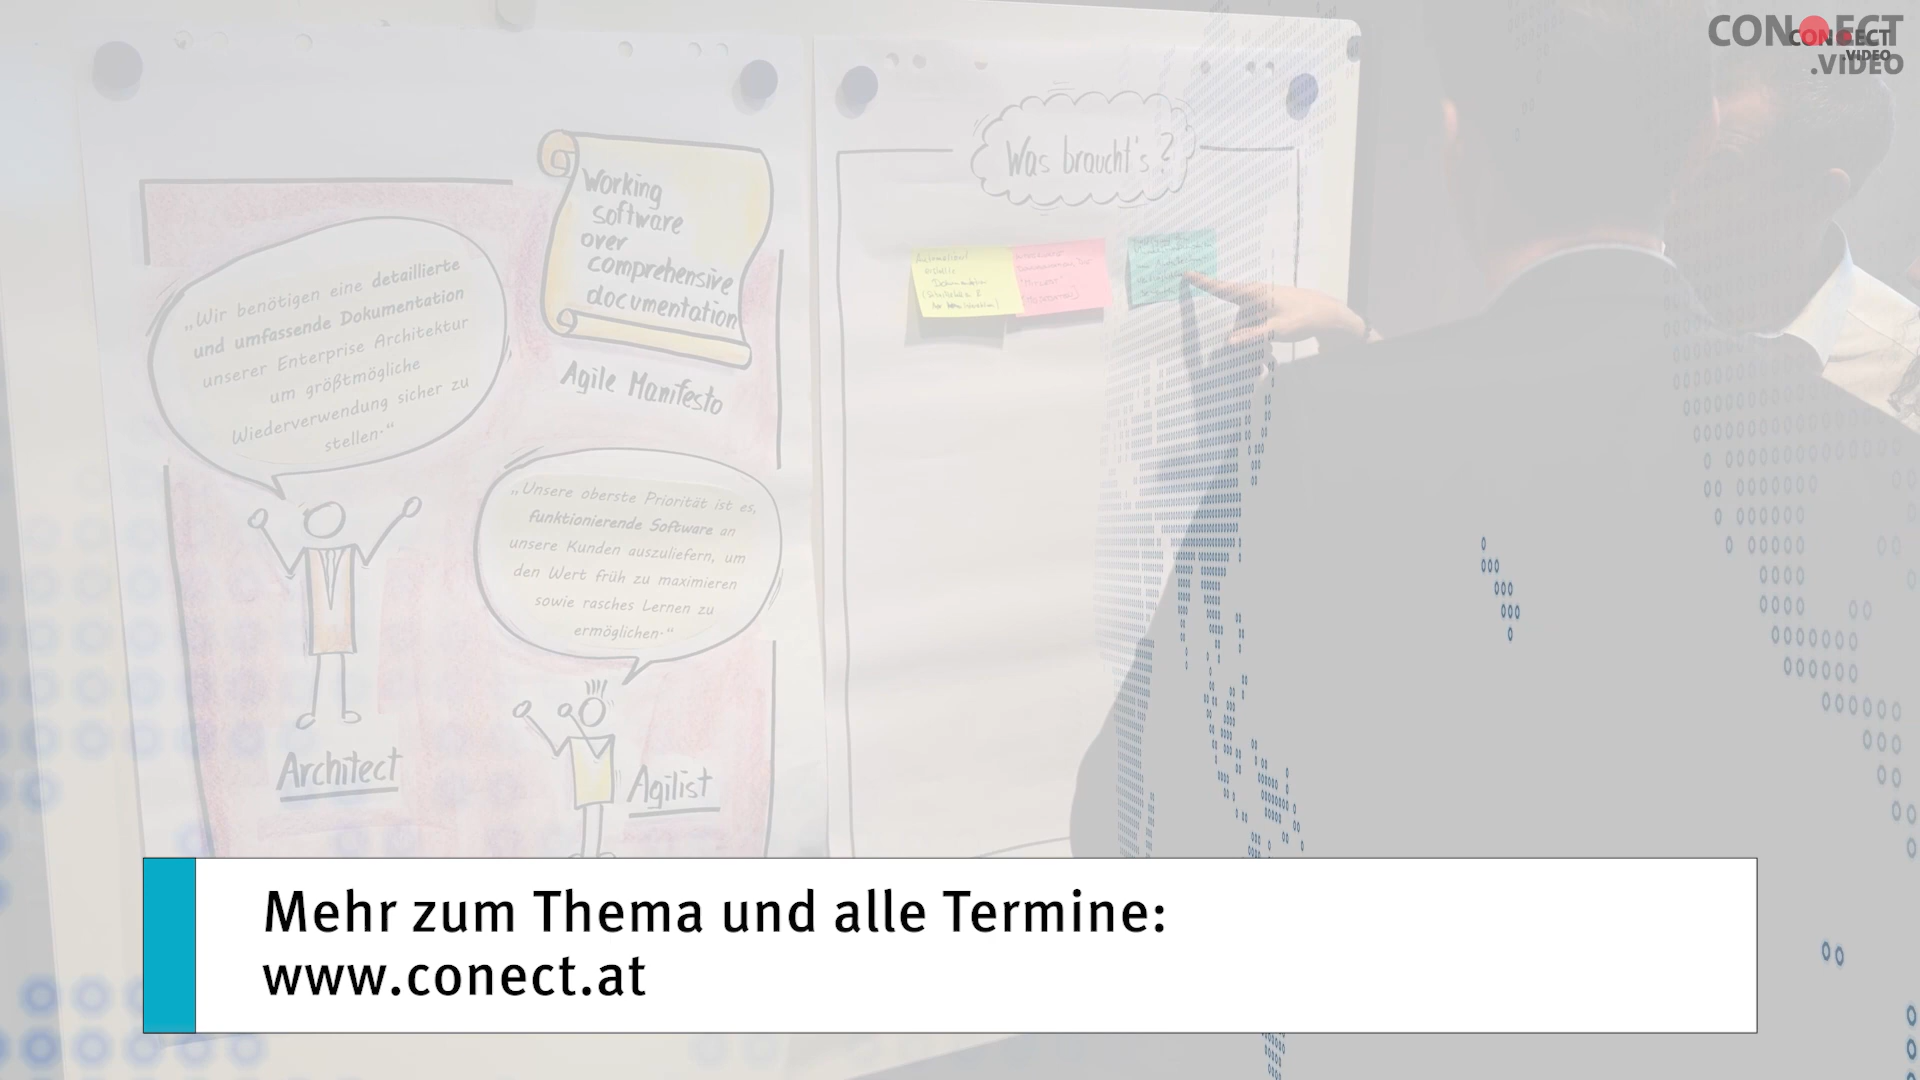 CONECT
.VIDEO
CONECT
.VIDEO
Working
software
over
comprehensive
documentation
Agile Manifesto
„Wir benötigen eine detaillierte
und umfassende Dokumentation
unserer Enterprise Architektur
um größtmögliche
Wiederverwendung sicher zu
stellen."
Architect
„Unsere oberste Priorität ist es,
funktionierende Software an
unsere Kunden auszuliefern, um
den Wert früh zu maximieren
sowie rasches Lernen zu
ermöglichen."
Agilist
Was braucht's?
Mehr zum Thema und alle Termine:
www.conect.at